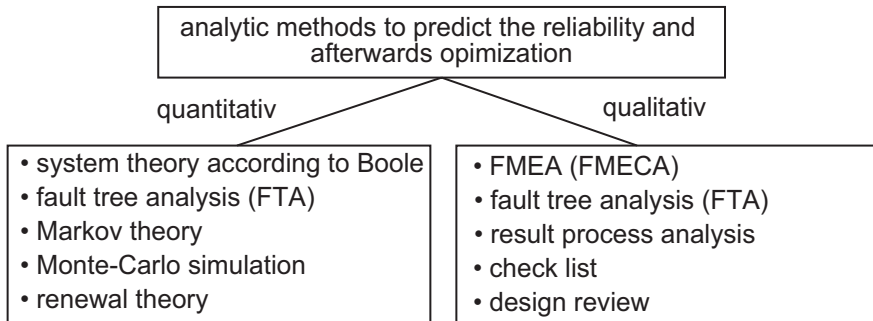 analytic methods to predict the reliability and
afterwards opimization
quantitativ
qualitativ
• system theory according to Boole
• fault tree analysis (FTA)
• Markov theory
• Monte-Carlo simulation
• renewal theory
• FMEA (FMECA)
• fault tree analysis (FTA)
• result process analysis
• check list
• design review